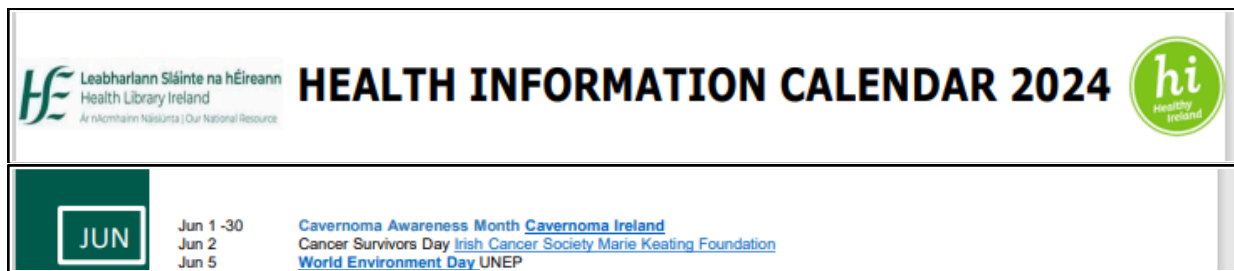 Leabharlann Sláinte na hÉireann
Health Library Ireland
Ár nAcmhainn Náisiúnta | Our National Resource
HEALTH INFORMATION CALENDAR 2024
hi
Healthy
Ireland
JUN
Jun 1 -30 Cavernoma Awareness Month Cavernoma Ireland
Jun 2 Cancer Survivors Day Irish Cancer Society Marie Keating Foundation
Jun 5 World Environment Day UNEP